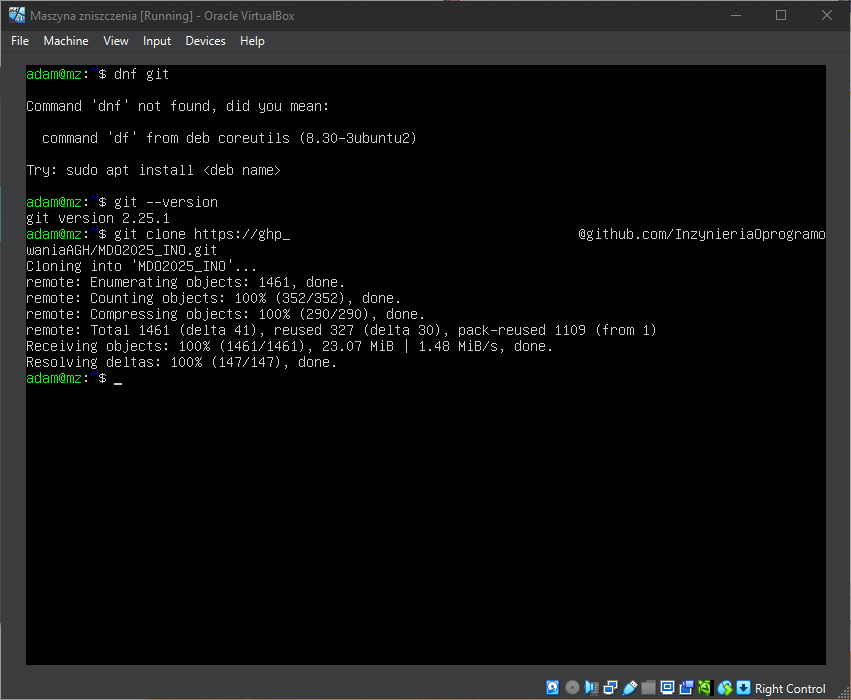 Maszyna zniszczenia [Running] - Oracle VirtualBox
File Machine View Input Devices Help
adam@mz:~$ dnf git
Command 'dnf' not found, did you mean:
command 'df' from deb coreutils (8.30-3ubuntu2)
Try: sudo apt install <deb name>
adam@mz:~$ git --version
git version 2.25.1
adam@mz:~$ git clone https://ghp_ @github.com/InzynieriaOprogramo
waniaAGH/MDO2025_INO.git
Cloning into 'MDO2025_INO'...
remote: Enumerating objects: 1461, done.
remote: Counting objects: 100% (352/352), done.
remote: Compressing objects: 100% (290/290), done.
remote: Total 1461 (delta 41), reused 327 (delta 30), pack-reused 1109 (from 1)
Receiving objects: 100% (1461/1461), 23.07 MiB | 1.48 MiB/s, done.
Resolving deltas: 100% (147/147), done.
adam@mz:~$ _
Right Control